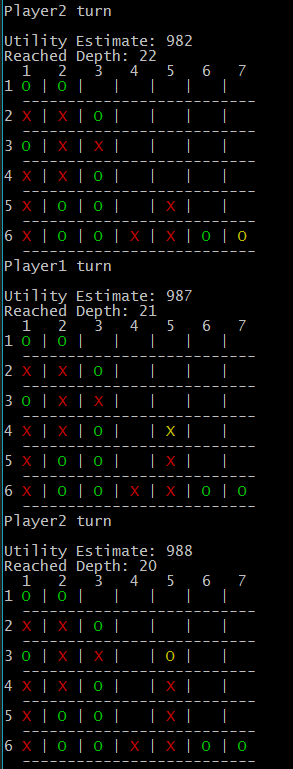 Player2 turn
Utility Estimate: 982
Reached Depth: 22
1 2 3 4 5 6 7
1 O | O | | | | |
---------------------------
2 X | X | O | | | |
---------------------------
3 O | X | X | | | |
---------------------------
4 X | X | O | | | |
---------------------------
5 X | O | O | | X | |
---------------------------
6 X | O | O | X | X | O | O
---------------------------
Player1 turn
Utility Estimate: 987
Reached Depth: 21
1 2 3 4 5 6 7
1 O | O | | | | |
---------------------------
2 X | X | O | | | |
---------------------------
3 O | X | X | | | |
---------------------------
4 X | X | O | | X | |
---------------------------
5 X | O | O | | X | |
---------------------------
6 X | O | O | X | X | O | O
---------------------------
Player2 turn
Utility Estimate: 988
Reached Depth: 20
1 2 3 4 5 6 7
1 O | O | | | | |
---------------------------
2 X | X | O | | | |
---------------------------
3 O | X | X | | O | |
---------------------------
4 X | X | O | | X | |
---------------------------
5 X | O | O | | X | |
---------------------------
6 X | O | O | X | X | O | O
---------------------------